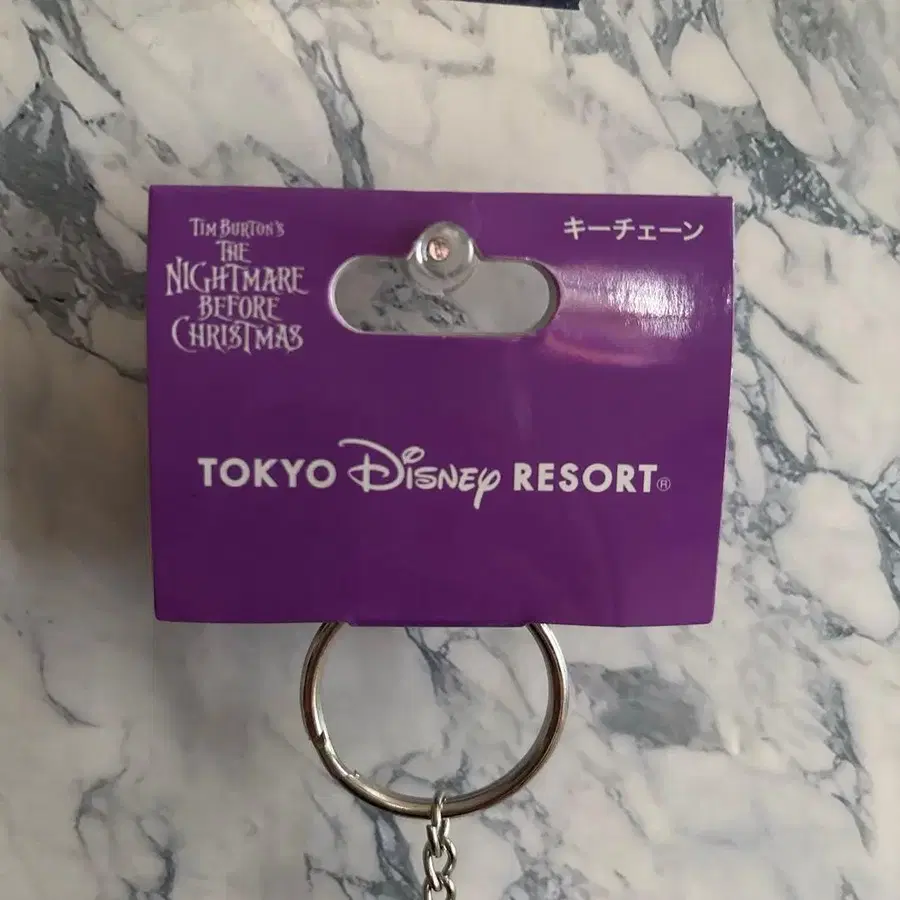 TIM BURTON'S
THE
NIGHTMARE
BEFORE
CHRISTMAS
キーチェーン
TOKYO Disney RESORT®